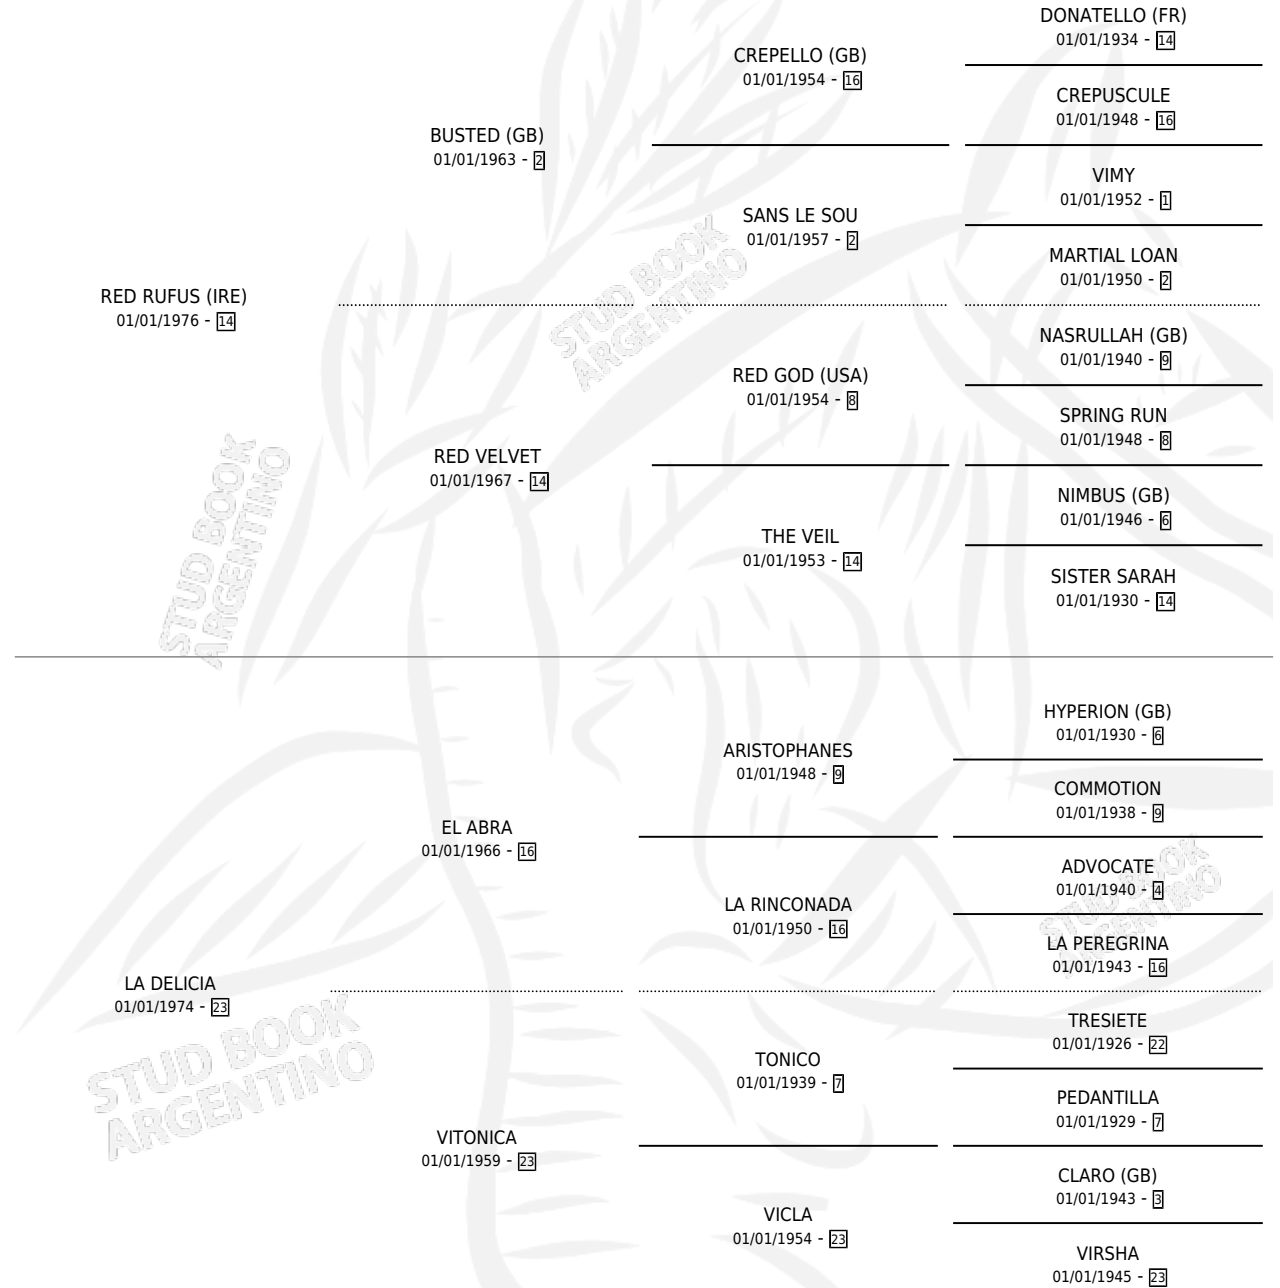 DONATELLO (FR)
01/01/1934 - 14
CREPELLO (GB)
01/01/1954 - 16
CREPUSCULE
01/01/1948 - 16
BUSTED (GB)
01/01/1963 - 2
VIMY
01/01/1952 - 1
SANS LE SOU
01/01/1957 - 2
MARTIAL LOAN
01/01/1950 - 2
RED RUFUS (IRE)
01/01/1976 - 14
NASRULLAH (GB)
01/01/1940 - 9
RED GOD (USA)
01/01/1954 - 8
SPRING RUN
01/01/1948 - 8
RED VELVET
01/01/1967 - 14
NIMBUS (GB)
01/01/1946 - 6
THE VEIL
01/01/1953 - 14
SISTER SARAH
01/01/1930 - 14
HYPERION (GB)
01/01/1930 - 6
ARISTOPHANES
01/01/1948 - 9
COMMOTION
01/01/1938 - 9
EL ABRA
01/01/1966 - 16
ADVOCATE
01/01/1940 - 4
LA RINCONADA
01/01/1950 - 16
LA PEREGRINA
01/01/1943 - 16
LA DELICIA
01/01/1974 - 23
TRESIETE
01/01/1926 - 22
TONICO
01/01/1939 - 7
PEDANTILLA
01/01/1929 - 7
VITONICA
01/01/1959 - 23
CLARO (GB)
01/01/1943 - 3
VICLA
01/01/1954 - 23
VIRSHA
01/01/1945 - 23
STUD BOOK
ARGENTINO
STUD BOOK
ARGENTINO
STUD BOOK
ARGENTINO
STUD BOOK
ARGENTINO